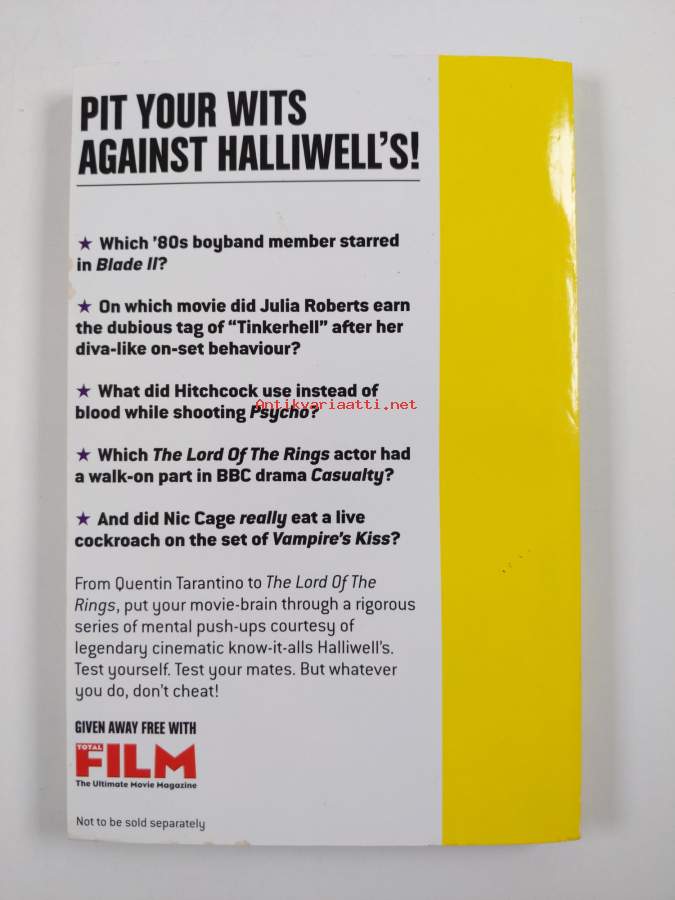 PIT YOUR WITS
AGAINST HALLIWELL'S!
★ Which '80s boyband member starred
in Blade II?
★ On which movie did Julia Roberts earn
the dubious tag of “Tinkerhell” after her
diva-like on-set behaviour?
★ What did Hitchcock use instead of
blood while shooting Psycho?
Antikvariaatti.net
★ Which The Lord Of The Rings actor had
a walk-on part in BBC drama Casualty?
★ And did Nic Cage really eat a live
cockroach on the set of Vampire's Kiss?
From Quentin Tarantino to The Lord Of The
Rings, put your movie-brain through a rigorous
series of mental push-ups courtesy of
legendary cinematic know-it-alls Halliwell's.
Test yourself. Test your mates. But whatever
you do, don't cheat!
GIVEN AWAY FREE WITH
TOTAL
FILM
The Ultimate Movie Magazine
Not to be sold separately